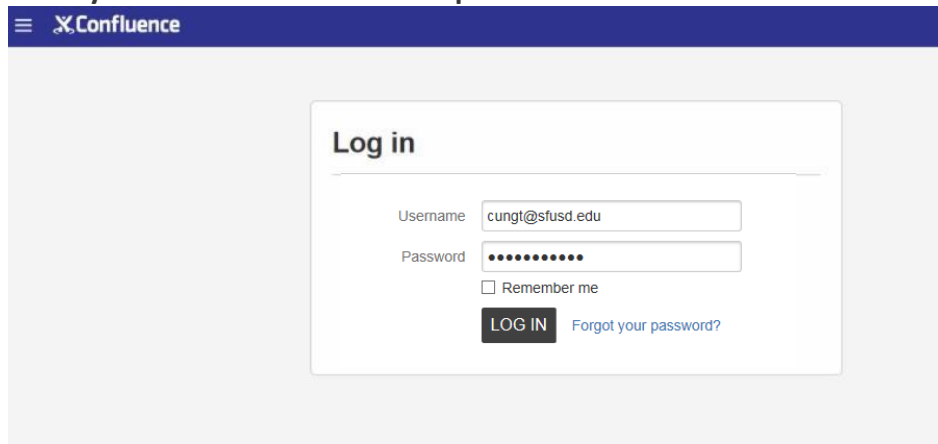 Confluence
Log in
Username cungt@sfusd.edu
Password •••••••••••
Remember me
LOG IN Forgot your password?